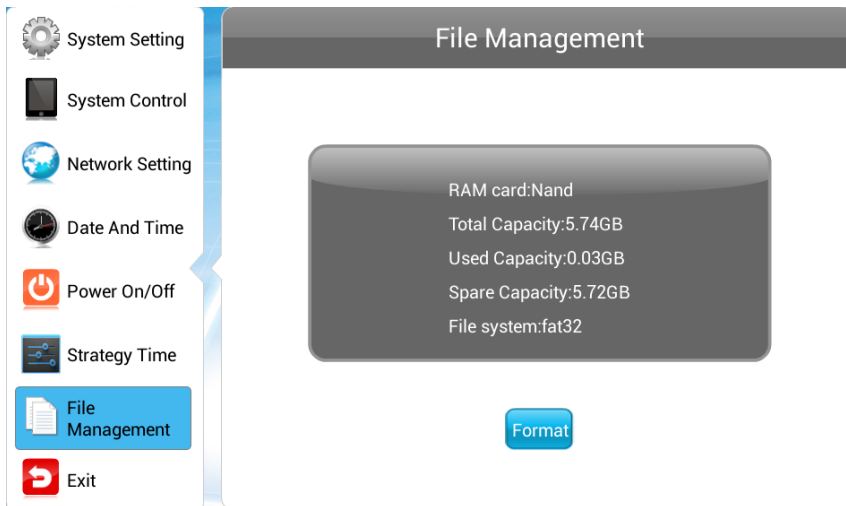 System Setting
System Control
Network Setting
Date And Time
Power On/Off
Strategy Time
File
Management
Exit
File Management
RAM card:Nand
Total Capacity:5.74GB
Used Capacity:0.03GB
Spare Capacity:5.72GB
File system:fat32
Format